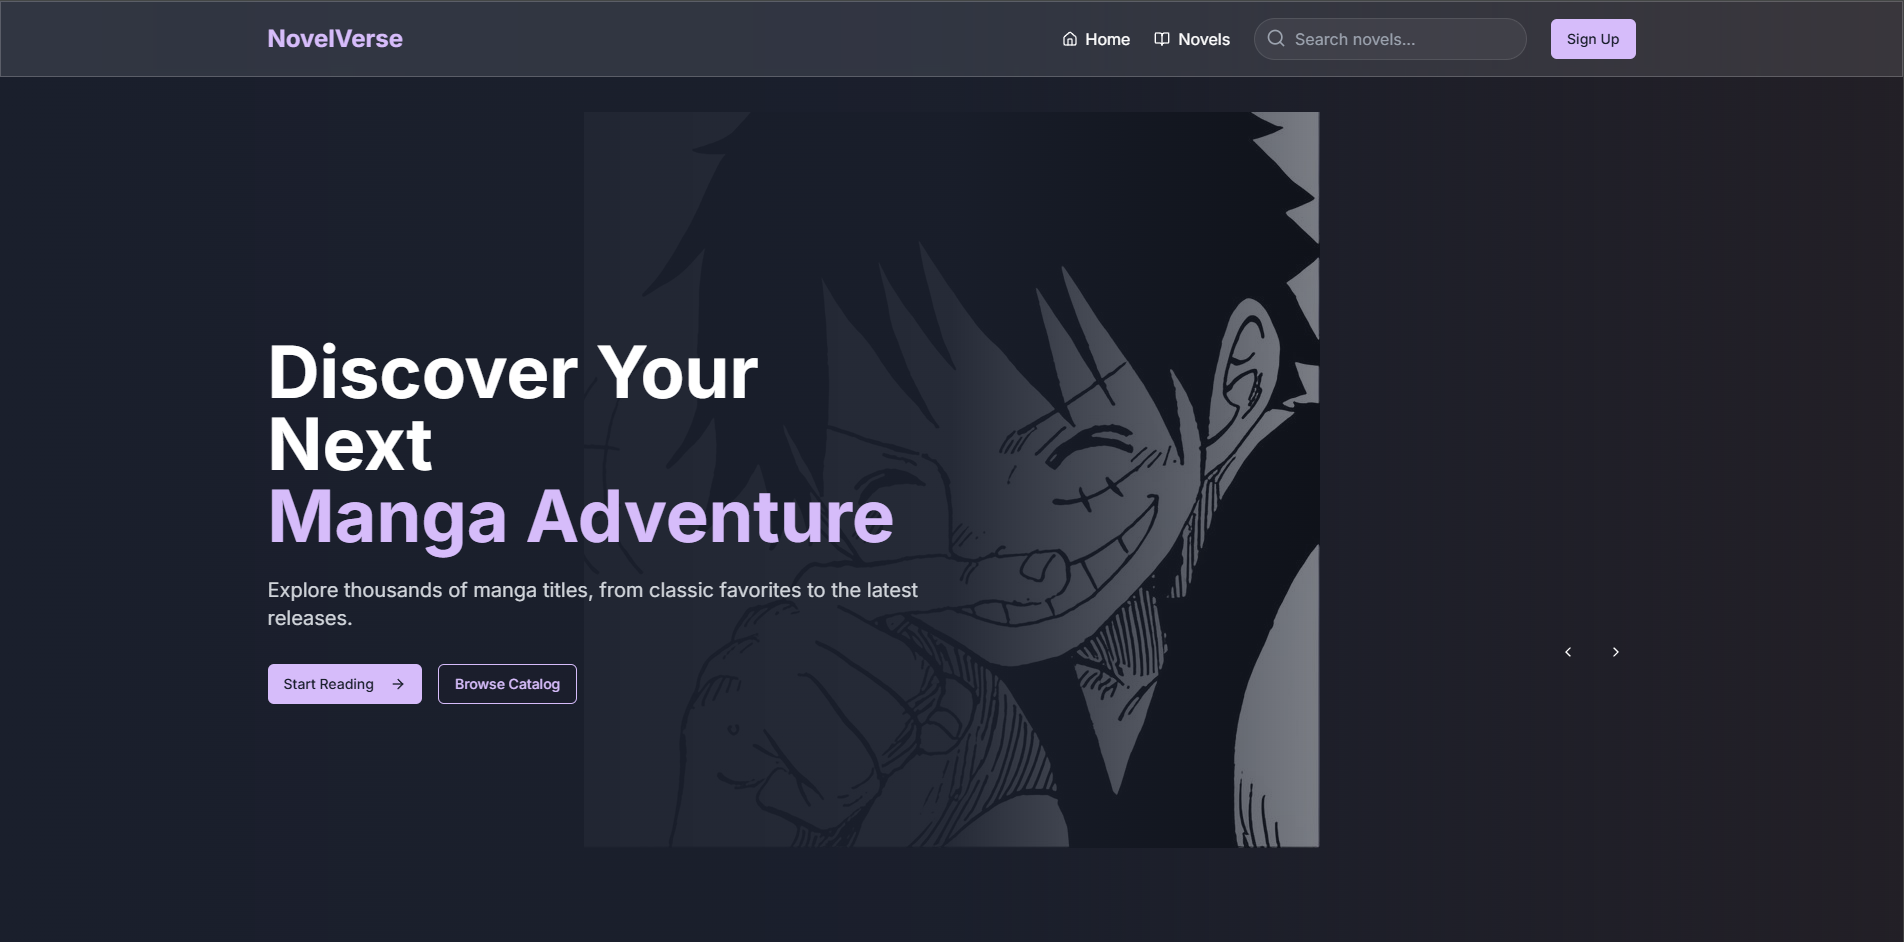 NovelVerse
Home
Novels
Search novels...
Sign Up
Discover Your
Next
Manga Adventure
Explore thousands of manga titles, from classic favorites to the latest
releases.
Start Reading
Browse Catalog